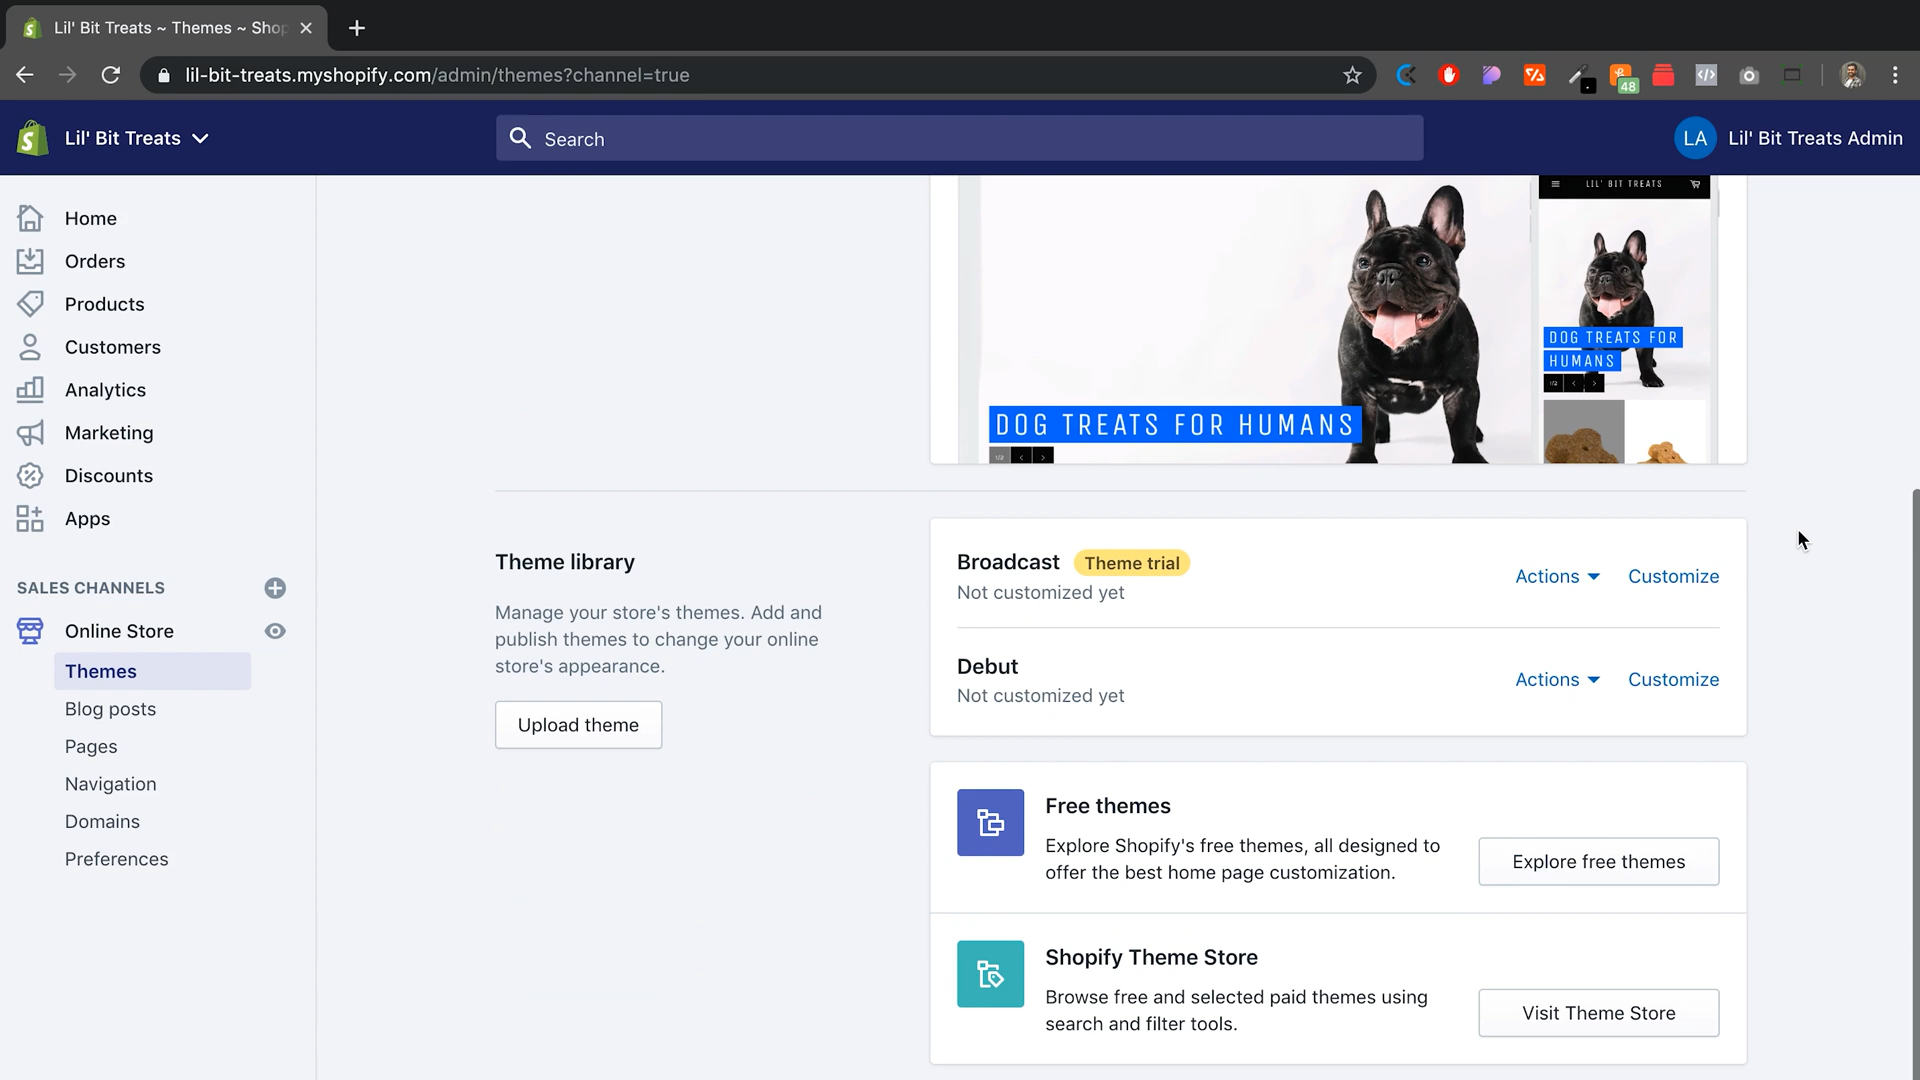 Lil' Bit Treats ~ Themes ~ Shop
lil-bit-treats.myshopify.com/admin/themes?channel=true
48
Lil' Bit Treats
Search
LA
Lil' Bit Treats Admin
Home
Orders
Products
Customers
Analytics
Marketing
Discounts
Apps
SALES CHANNELS
Online Store
Themes
Blog posts
Pages
Navigation
Domains
Preferences
DOG TREATS FOR HUMANS
1/2
LIL' BIT TREATS
DOG TREATS FOR
HUMANS
1/2
Theme library
Manage your store's themes. Add and
publish themes to change your online
store's appearance.
Upload theme
Broadcast
Theme trial
Not customized yet
Actions
Customize
Debut
Not customized yet
Actions
Customize
Free themes
Explore Shopify's free themes, all designed to
offer the best home page customization.
Explore free themes
Shopify Theme Store
Browse free and selected paid themes using
search and filter tools.
Visit Theme Store